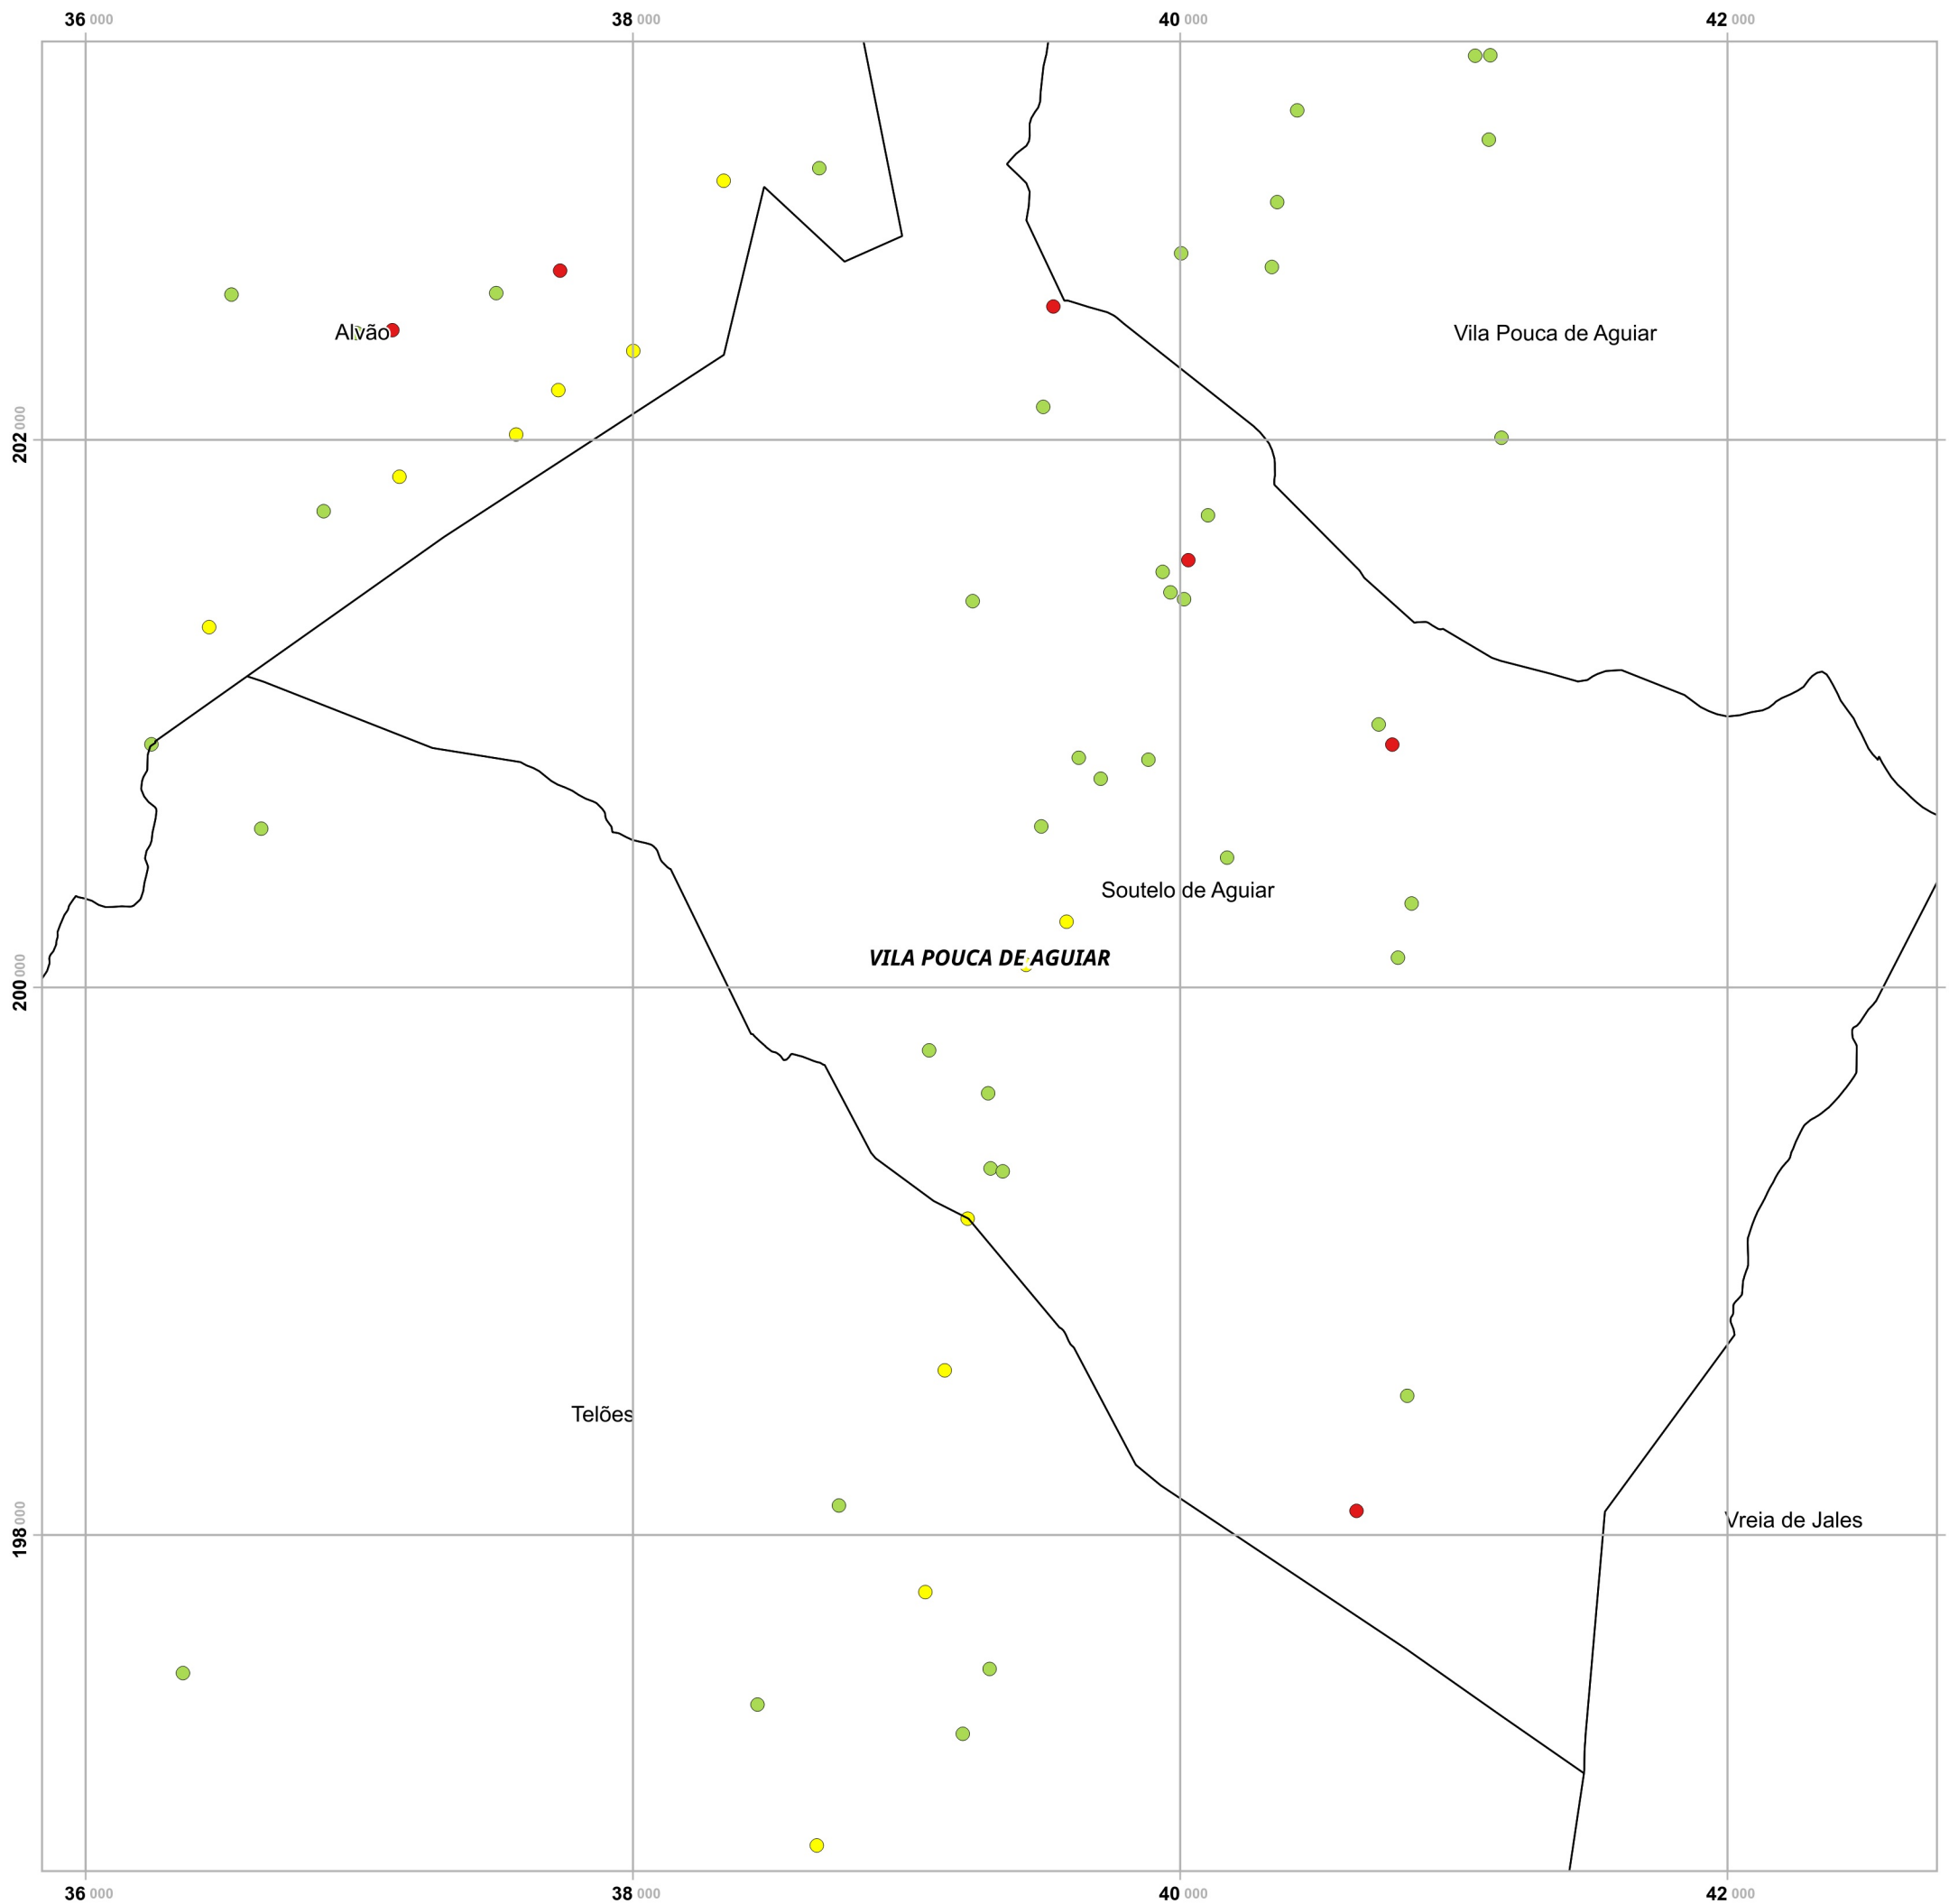 36 000 38 000 40 000 42 000
Alvão
Vila Pouca de Aguiar
202 000
Soutelo de Aguiar
VILA POUCA DE AGUIAR
200 000
Telões
Vreia de Jales
198 000
36 000 38 000 40 000 42 000